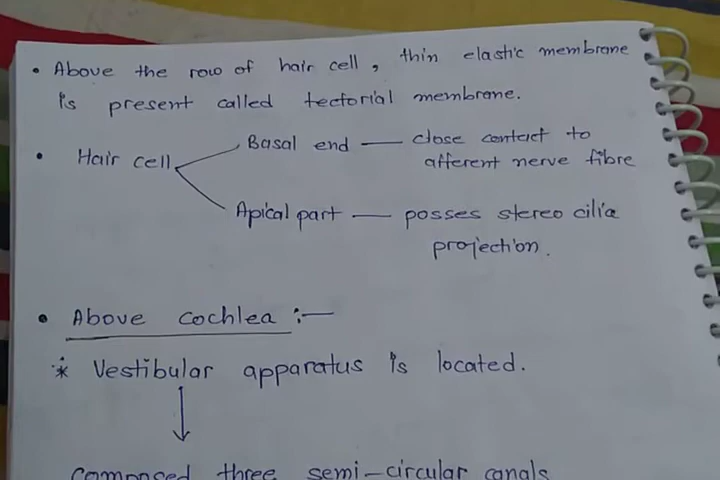 • Above the row of hair cell, thin elastic membrane
is present called tectorial membrane.
• Hair cell
Basal end — close contact to
afferent nerve fibre
Apical part — posses stereo cilia
projection.
• Above cochlea :—
* Vestibular apparatus is located.
↓
composed three semi-circular canals